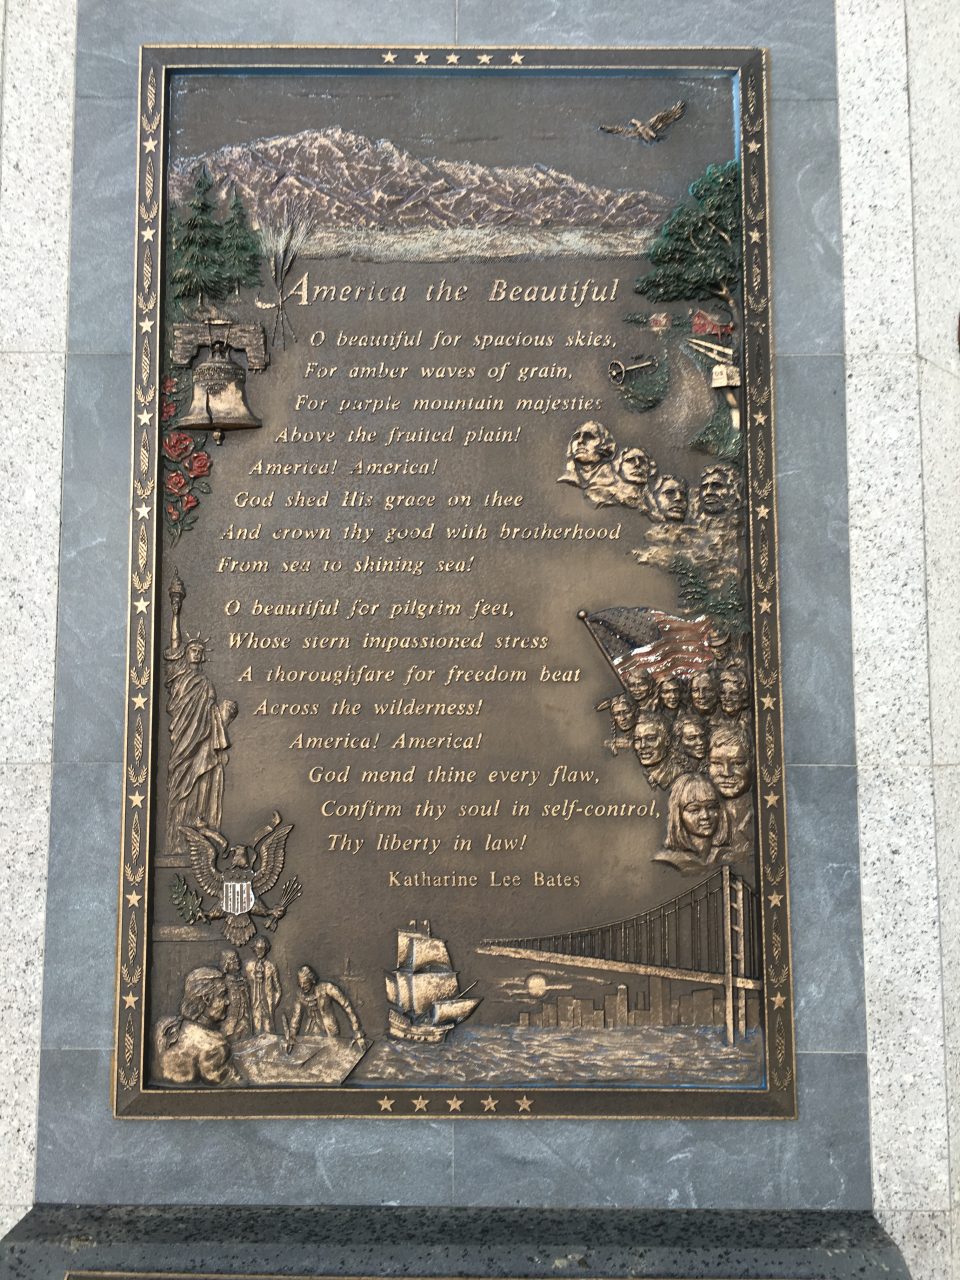 America the Beautiful
O beautiful for spacious skies,
For amber waves of grain,
For purple mountain majesties
Above the fruited plain!
America! America!
God shed His grace on thee
And crown thy good with brotherhood
From sea to shining sea!
O beautiful for pilgrim feet,
Whose stern impassioned stress
A thoroughfare for freedom beat
Across the wilderness!
America! America!
God mend thine every flaw,
Confirm thy soul in self-control,
Thy liberty in law!
Katharine Lee Bates